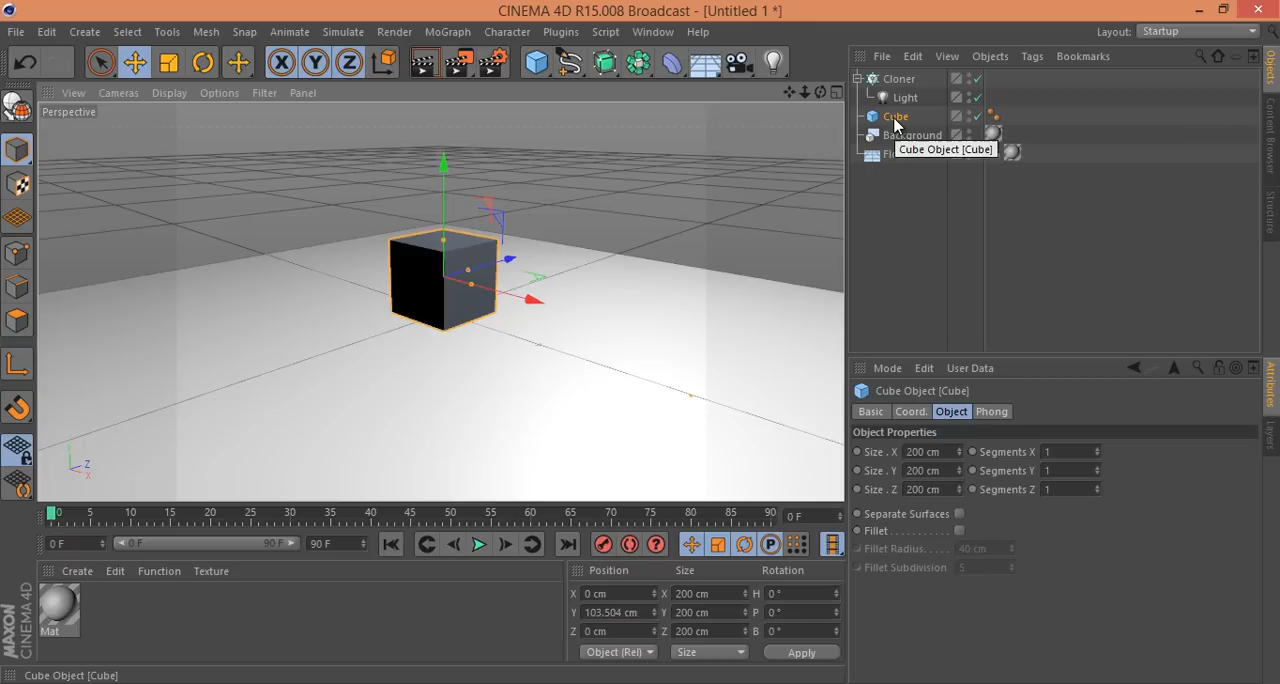 CINEMA 4D R15.008 Broadcast - [Untitled 1 *]
File Edit Create Select Tools Mesh Snap Animate Simulate Render MoGraph Character Plugins Script Window Help Layout: Startup
X Y Z
File Edit View Objects Tags Bookmarks
View Cameras Display Options Filter Panel
Perspective
Cloner
Light
Cube
Background
Cube Object [Cube]
Objects
Content Browser
Structure
Y
Z
X
Mode Edit User Data
Cube Object [Cube]
Basic Coord. Object Phong
Object Properties
Size . X 200 cm Segments X 1
Size . Y 200 cm Segments Y 1
Size . Z 200 cm Segments Z 1
Separate Surfaces
Fillet
Fillet Radius. . . . . 40 cm
Fillet Subdivision 5
Attributes
Layers
0 5 10 15 20 25 30 35 40 45 50 55 60 65 70 75 80 85 90 0 F
0 F 0 F 90 F 90 F P
Create Edit Function Texture
Mat
MAXON
CINEMA 4D
Position Size Rotation
X 0 cm X 200 cm H 0 °
Y 103.504 cm Y 200 cm P 0 °
Z 0 cm Z 200 cm B 0 °
Object (Rel) Size Apply
Cube Object [Cube]